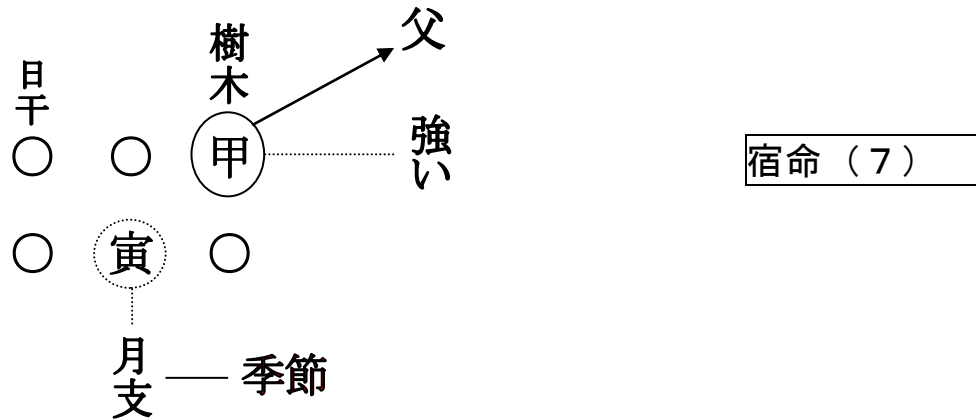 宿命（７）
父
強い
樹木
甲
日干
○ ○
○ 寅 ○
月支 季節